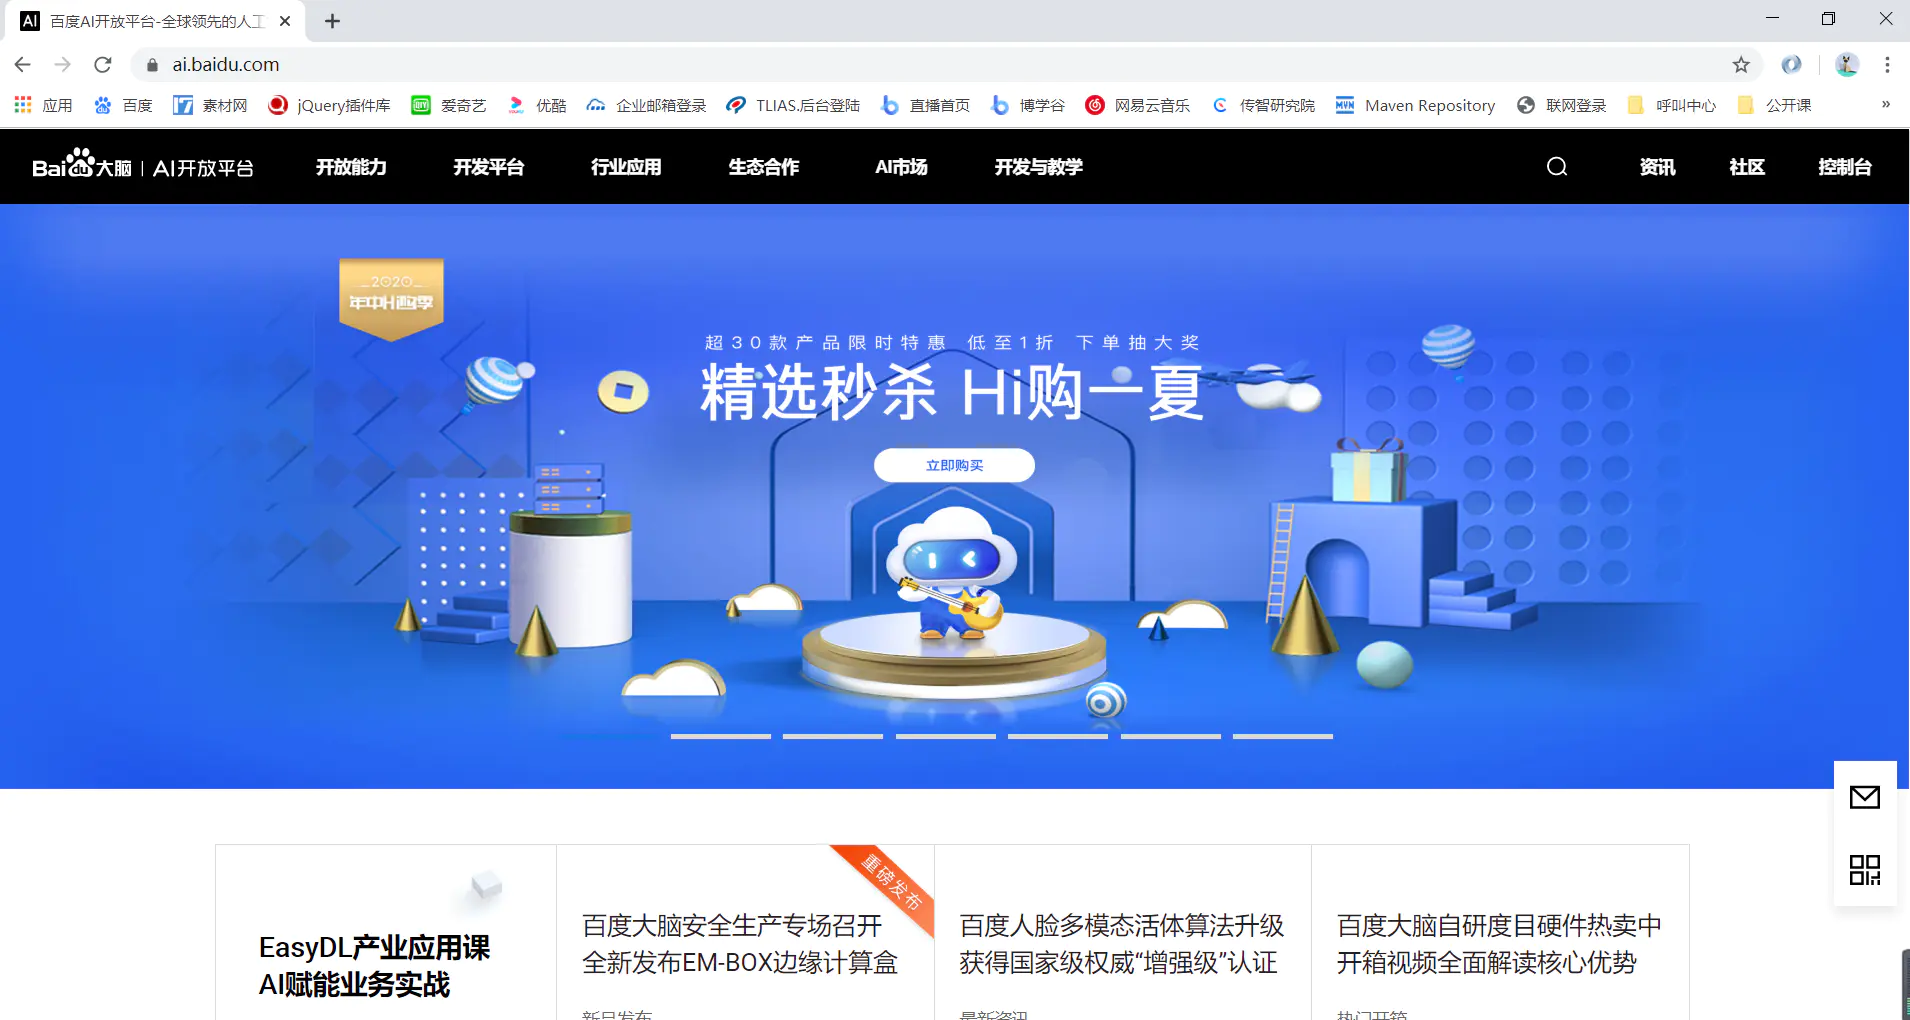 AI 百度AI开放平台-全球领先的人工
ai.baidu.com
应用 百度 素材网 jQuery插件库 爱奇艺 优酷 企业邮箱登录 TLIAS.后台登陆 直播首页 博学谷 网易云音乐 传智研究院 Maven Repository 联网登录 呼叫中心 公开课 »
Bai du 大脑 | AI开放平台 开放能力 开发平台 行业应用 生态合作 AI市场 开发与教学 资讯 社区 控制台
2020
年中Hi购季
超30款产品限时特惠 低至1折 下单抽大奖
精选秒杀 Hi购一夏
立即购买
重磅发布
EasyDL产业应用课
AI赋能业务实战
百度大脑安全生产专场召开
全新发布EM-BOX边缘计算盒
新品发布
百度人脸多模态活体算法升级
获得国家级权威“增强级”认证
最新资讯
百度大脑自研度目硬件热卖中
开箱视频全面解读核心优势
热门开箱